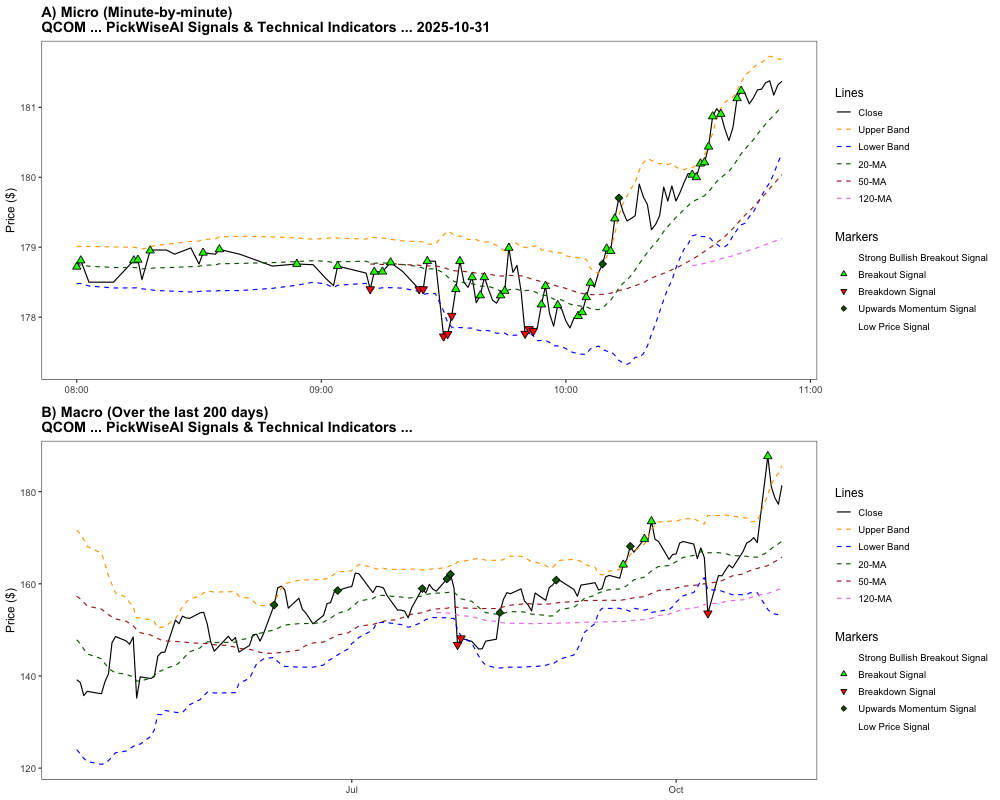 A) Micro (Minute-by-minute)
QCOM ... PickWiseAI Signals & Technical Indicators ... 2025-10-31
Price ($)
181
180
179
178
08:00
09:00
10:00
11:00
Lines
Close
Upper Band
Lower Band
20-MA
50-MA
120-MA
Markers
Strong Bullish Breakout Signal
Breakout Signal
Breakdown Signal
Upwards Momentum Signal
Low Price Signal
B) Macro (Over the last 200 days)
QCOM ... PickWiseAI Signals & Technical Indicators ...
Price ($)
180
160
140
120
Jul
Oct
Lines
Close
Upper Band
Lower Band
20-MA
50-MA
120-MA
Markers
Strong Bullish Breakout Signal
Breakout Signal
Breakdown Signal
Upwards Momentum Signal
Low Price Signal